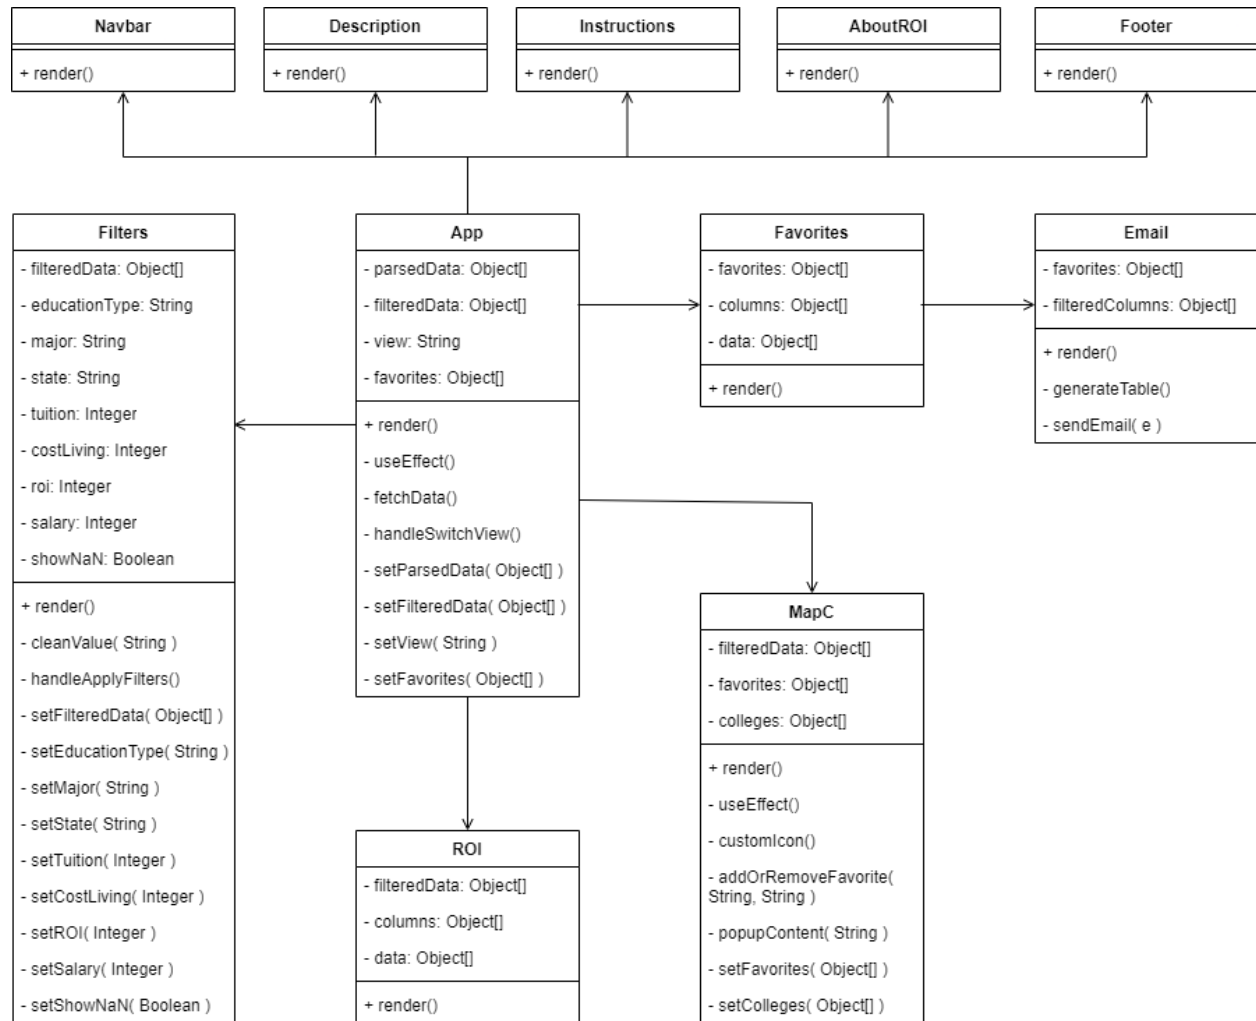 Navbar
+ render()
Description
+ render()
Instructions
+ render()
AboutROI
+ render()
Footer
+ render()
Filters
- filteredData: Object[]
- educationType: String
- major: String
- state: String
- tuition: Integer
- costLiving: Integer
- roi: Integer
- salary: Integer
- showNaN: Boolean
+ render()
- cleanValue( String )
- handleApplyFilters()
- setFilteredData( Object[] )
- setEducationType( String )
- setMajor( String )
- setState( String )
- setTuition( Integer )
- setCostLiving( Integer )
- setROI( Integer )
- setSalary( Integer )
- setShowNaN( Boolean )
App
- parsedData: Object[]
- filteredData: Object[]
- view: String
- favorites: Object[]
+ render()
- useEffect()
- fetchData()
- handleSwitchView()
- setParsedData( Object[] )
- setFilteredData( Object[] )
- setView( String )
- setFavorites( Object[] )
Favorites
- favorites: Object[]
- columns: Object[]
- data: Object[]
+ render()
Email
- favorites: Object[]
- filteredColumns: Object[]
+ render()
- generateTable()
- sendEmail( e )
ROI
- filteredData: Object[]
- columns: Object[]
- data: Object[]
+ render()
MapC
- filteredData: Object[]
- favorites: Object[]
- colleges: Object[]
+ render()
- useEffect()
- customIcon()
- addOrRemoveFavorite(
String, String )
- popupContent( String )
- setFavorites( Object[] )
- setColleges( Object[] )